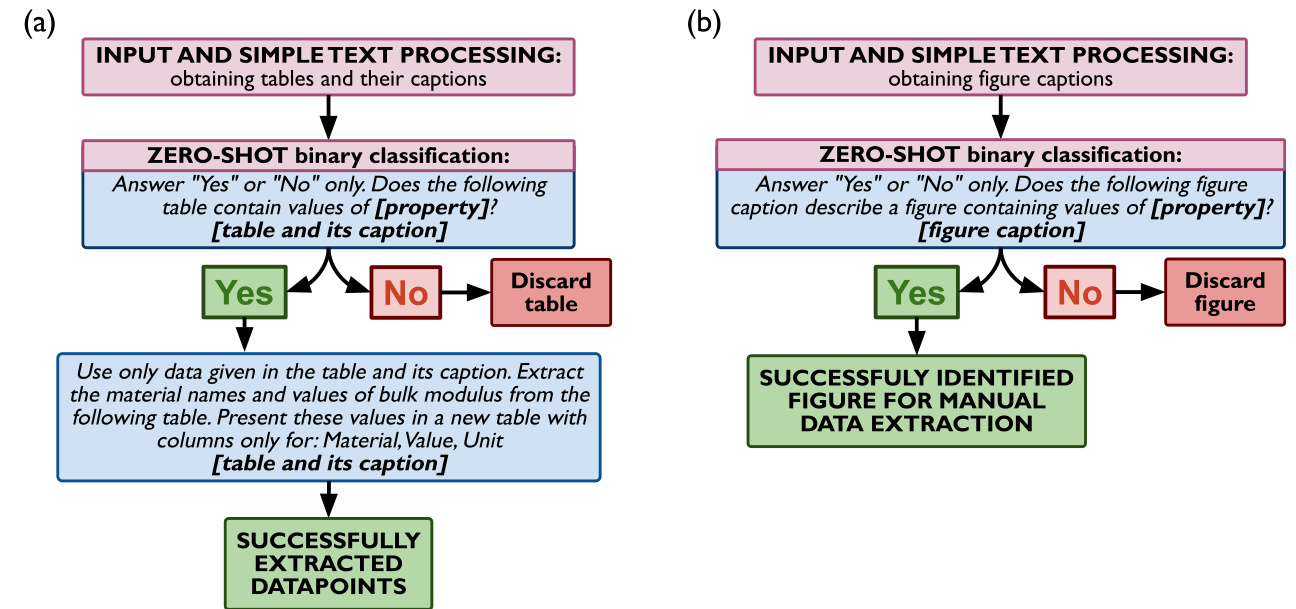 (a)
INPUT AND SIMPLE TEXT PROCESSING:
obtaining tables and their captions
ZERO-SHOT binary classification:
Answer "Yes" or "No" only. Does the following
table contain values of [property]?
[table and its caption]
Yes
No
Discard
table
Use only data given in the table and its caption. Extract
the material names and values of bulk modulus from the
following table. Present these values in a new table with
columns only for: Material, Value, Unit
[table and its caption]
SUCCESSFULLY
EXTRACTED
DATAPOINTS
(b)
INPUT AND SIMPLE TEXT PROCESSING:
obtaining figure captions
ZERO-SHOT binary classification:
Answer "Yes" or "No" only. Does the following figure
caption describe a figure containing values of [property]?
[figure caption]
Yes
No
Discard
figure
SUCCESSFULY IDENTIFIED
FIGURE FOR MANUAL
DATA EXTRACTION